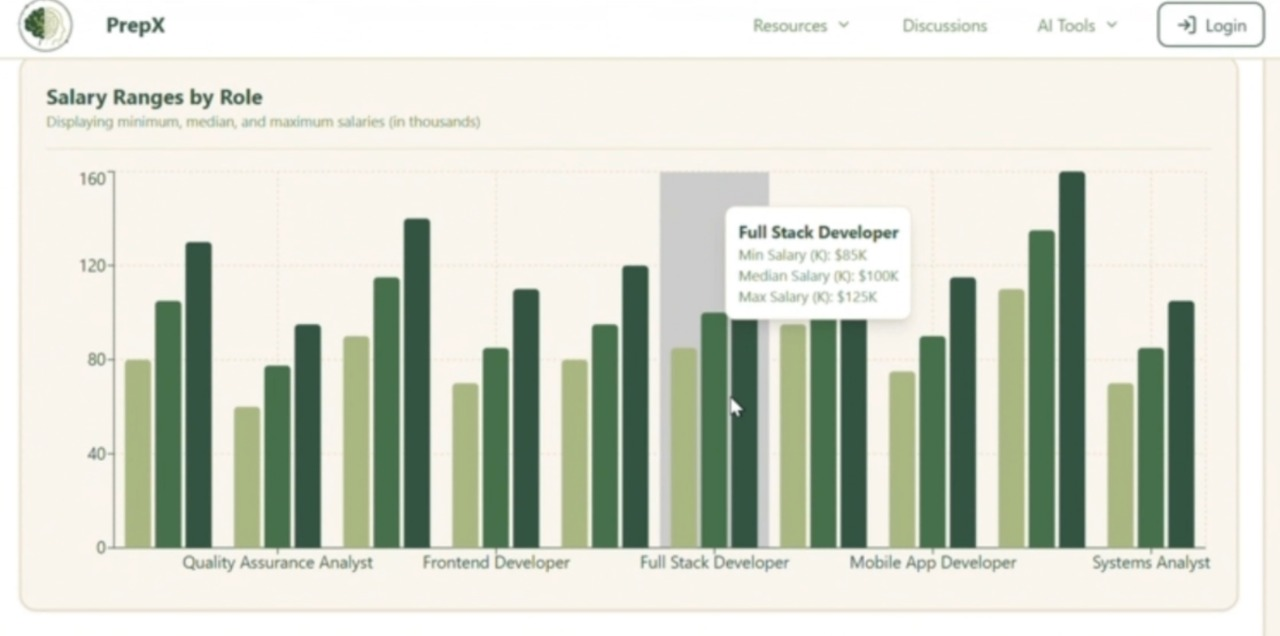 PrepX
Resources
Discussions
AI Tools
Login
Salary Ranges by Role
Displaying minimum, median, and maximum salaries (in thousands)
160
120
80
40
0
Full Stack Developer
Min Salary (K): $85K
Median Salary (K): $100K
Max Salary (K): $125K
Quality Assurance Analyst
Frontend Developer
Full Stack Developer
Mobile App Developer
Systems Analyst